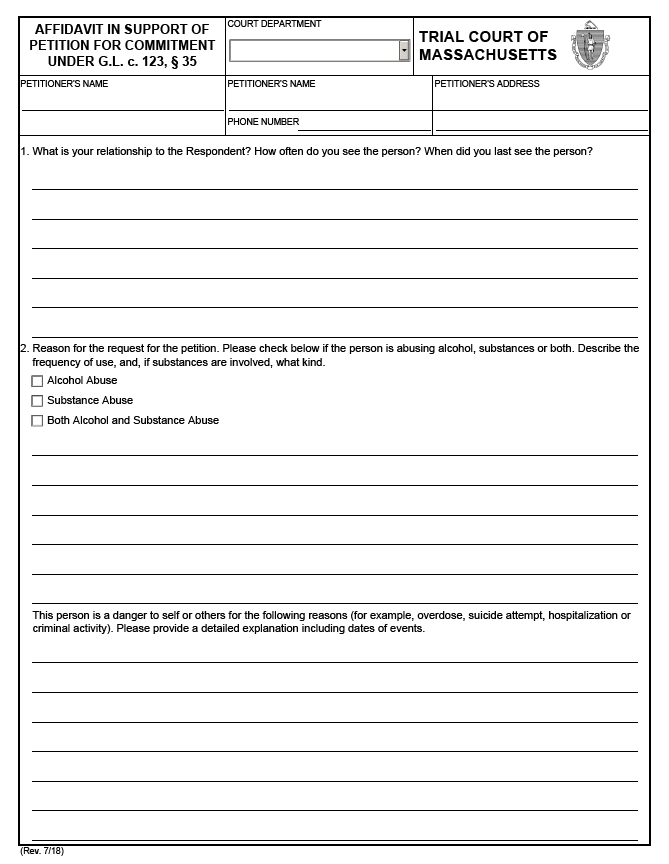 AFFIDAVIT IN SUPPORT OF
PETITION FOR COMMITMENT
UNDER G.L. c. 123, § 35
COURT DEPARTMENT
TRIAL COURT OF
MASSACHUSETTS
PETITIONER'S NAME
PETITIONER'S NAME
PHONE NUMBER
PETITIONER'S ADDRESS
1. What is your relationship to the Respondent? How often do you see the person? When did you last see the person?
2. Reason for the request for the petition. Please check below if the person is abusing alcohol, substances or both. Describe the
frequency of use, and, if substances are involved, what kind.
Alcohol Abuse
Substance Abuse
Both Alcohol and Substance Abuse
This person is a danger to self or others for the following reasons (for example, overdose, suicide attempt, hospitalization or
criminal activity). Please provide a detailed explanation including dates of events.
(Rev. 7/18)